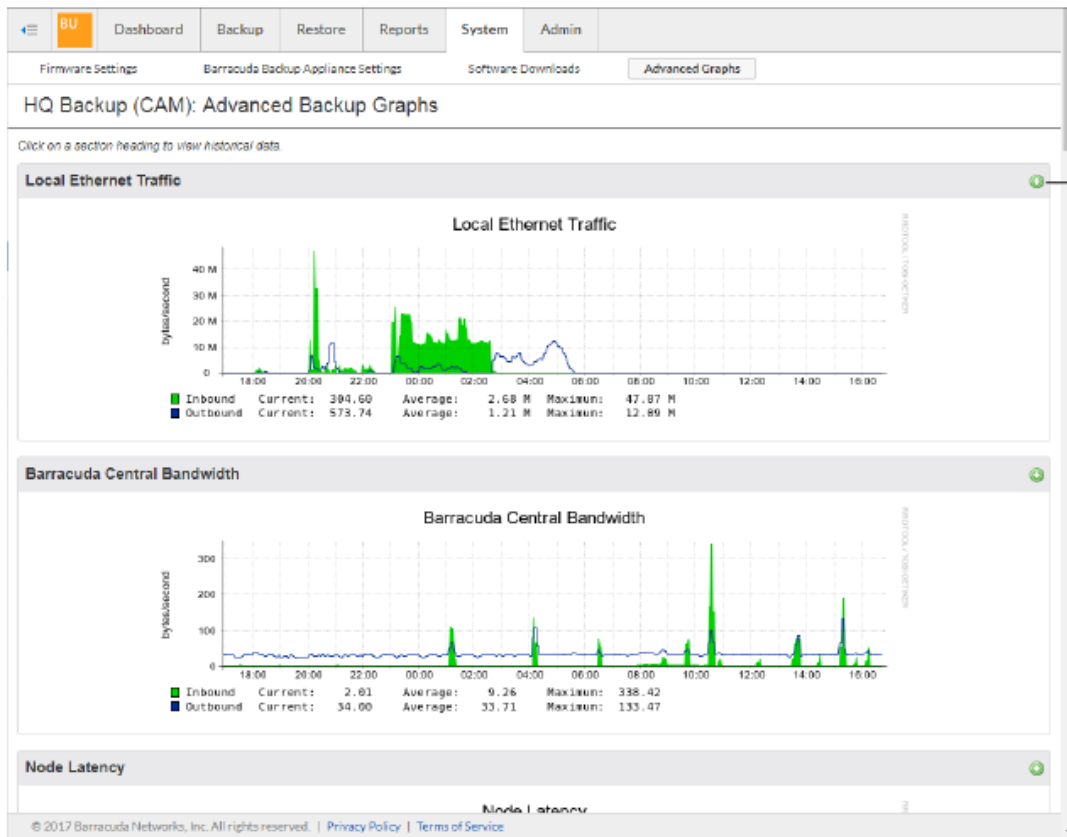 BU Dashboard Backup Restore Reports System Admin
Firmware Settings Barracuda Backup Appliance Settings Software Downloads Advanced Graphs
HQ Backup (CAM): Advanced Backup Graphs
Click on a section heading to view historical data.
Local Ethernet Traffic
Local Ethernet Traffic
RRDTOOL / TOBI OETIKER
bytes/second
40 M
30 M
20 M
10 M
0
18:00 20:00 22:00 00:00 02:00 04:00 06:00 08:00 10:00 12:00 14:00 16:00
Inbound Current: 304.60 Average: 2.68 M Maximum: 47.07 M
Outbound Current: 573.74 Average: 1.21 M Maximum: 12.89 M
Barracuda Central Bandwidth
Barracuda Central Bandwidth
RRDTOOL / TOBI OETIKER
bytes/second
300
200
100
0
18:00 20:00 22:00 00:00 02:00 04:00 06:00 08:00 10:00 12:00 14:00 16:00
Inbound Current: 2.01 Average: 9.26 Maximum: 338.42
Outbound Current: 34.00 Average: 33.71 Maximum: 133.47
Node Latency
Node Latency
© 2017 Barracuda Networks, Inc. All rights reserved. | Privacy Policy | Terms of Service